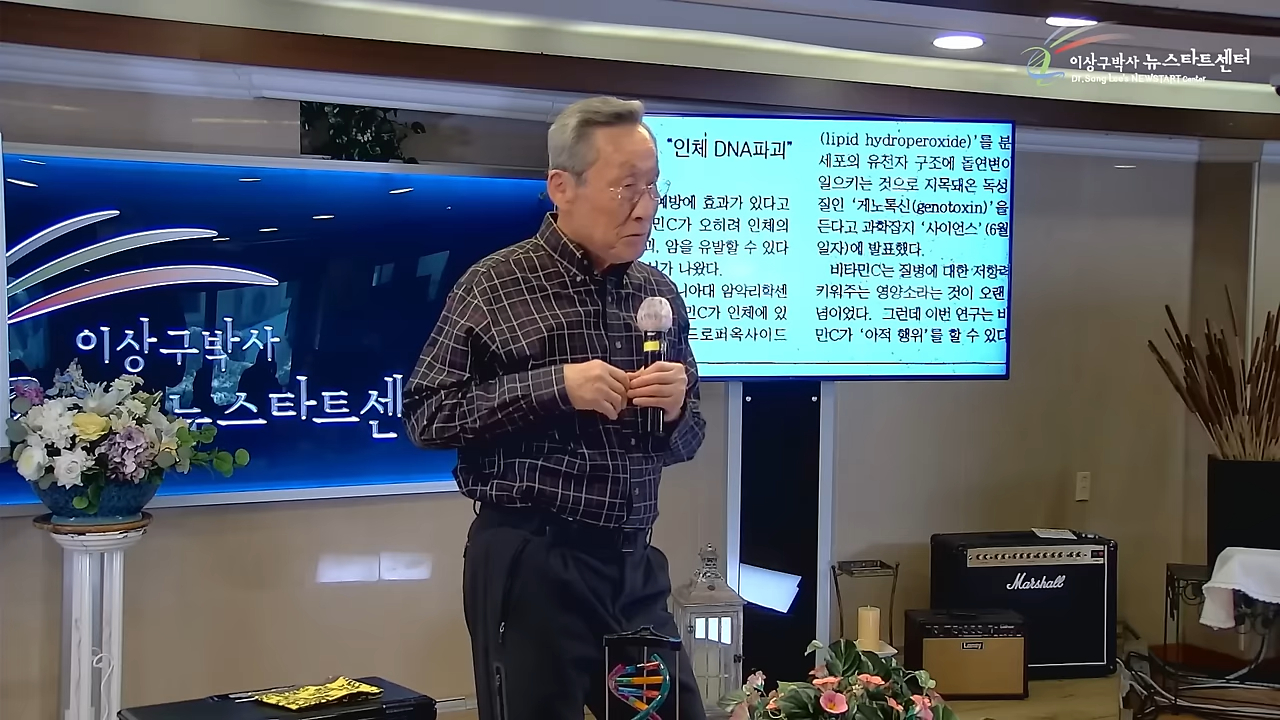 이상구박사 뉴스타트센터
Dr. Sang Lee's NEWSTART Center
이상구박사
뉴스타트센
"인체 DNA파괴"
예방에 효과가 있다고
민C가 오히려 인체의
암을 유발할 수 있다
나왔다.
니아대 암약리학센
민C가 인체에 있
드로퍼옥사이드
(lipid hydroperoxide)'를 분
세포의 유전자 구조에 돌연변이
일으키는 것으로 지목돼온 독성
질인 '게노톡신(genotoxin)'을
든다고 과학잡지 '사이언스'(6월
일자)에 발표했다.
비타민C는 질병에 대한 저항력
키워주는 영양소라는 것이 오랜
념이었다. 그런데 이번 연구는 비
민C가 '이적 행위'를 할 수 있다
Marshall
Laney